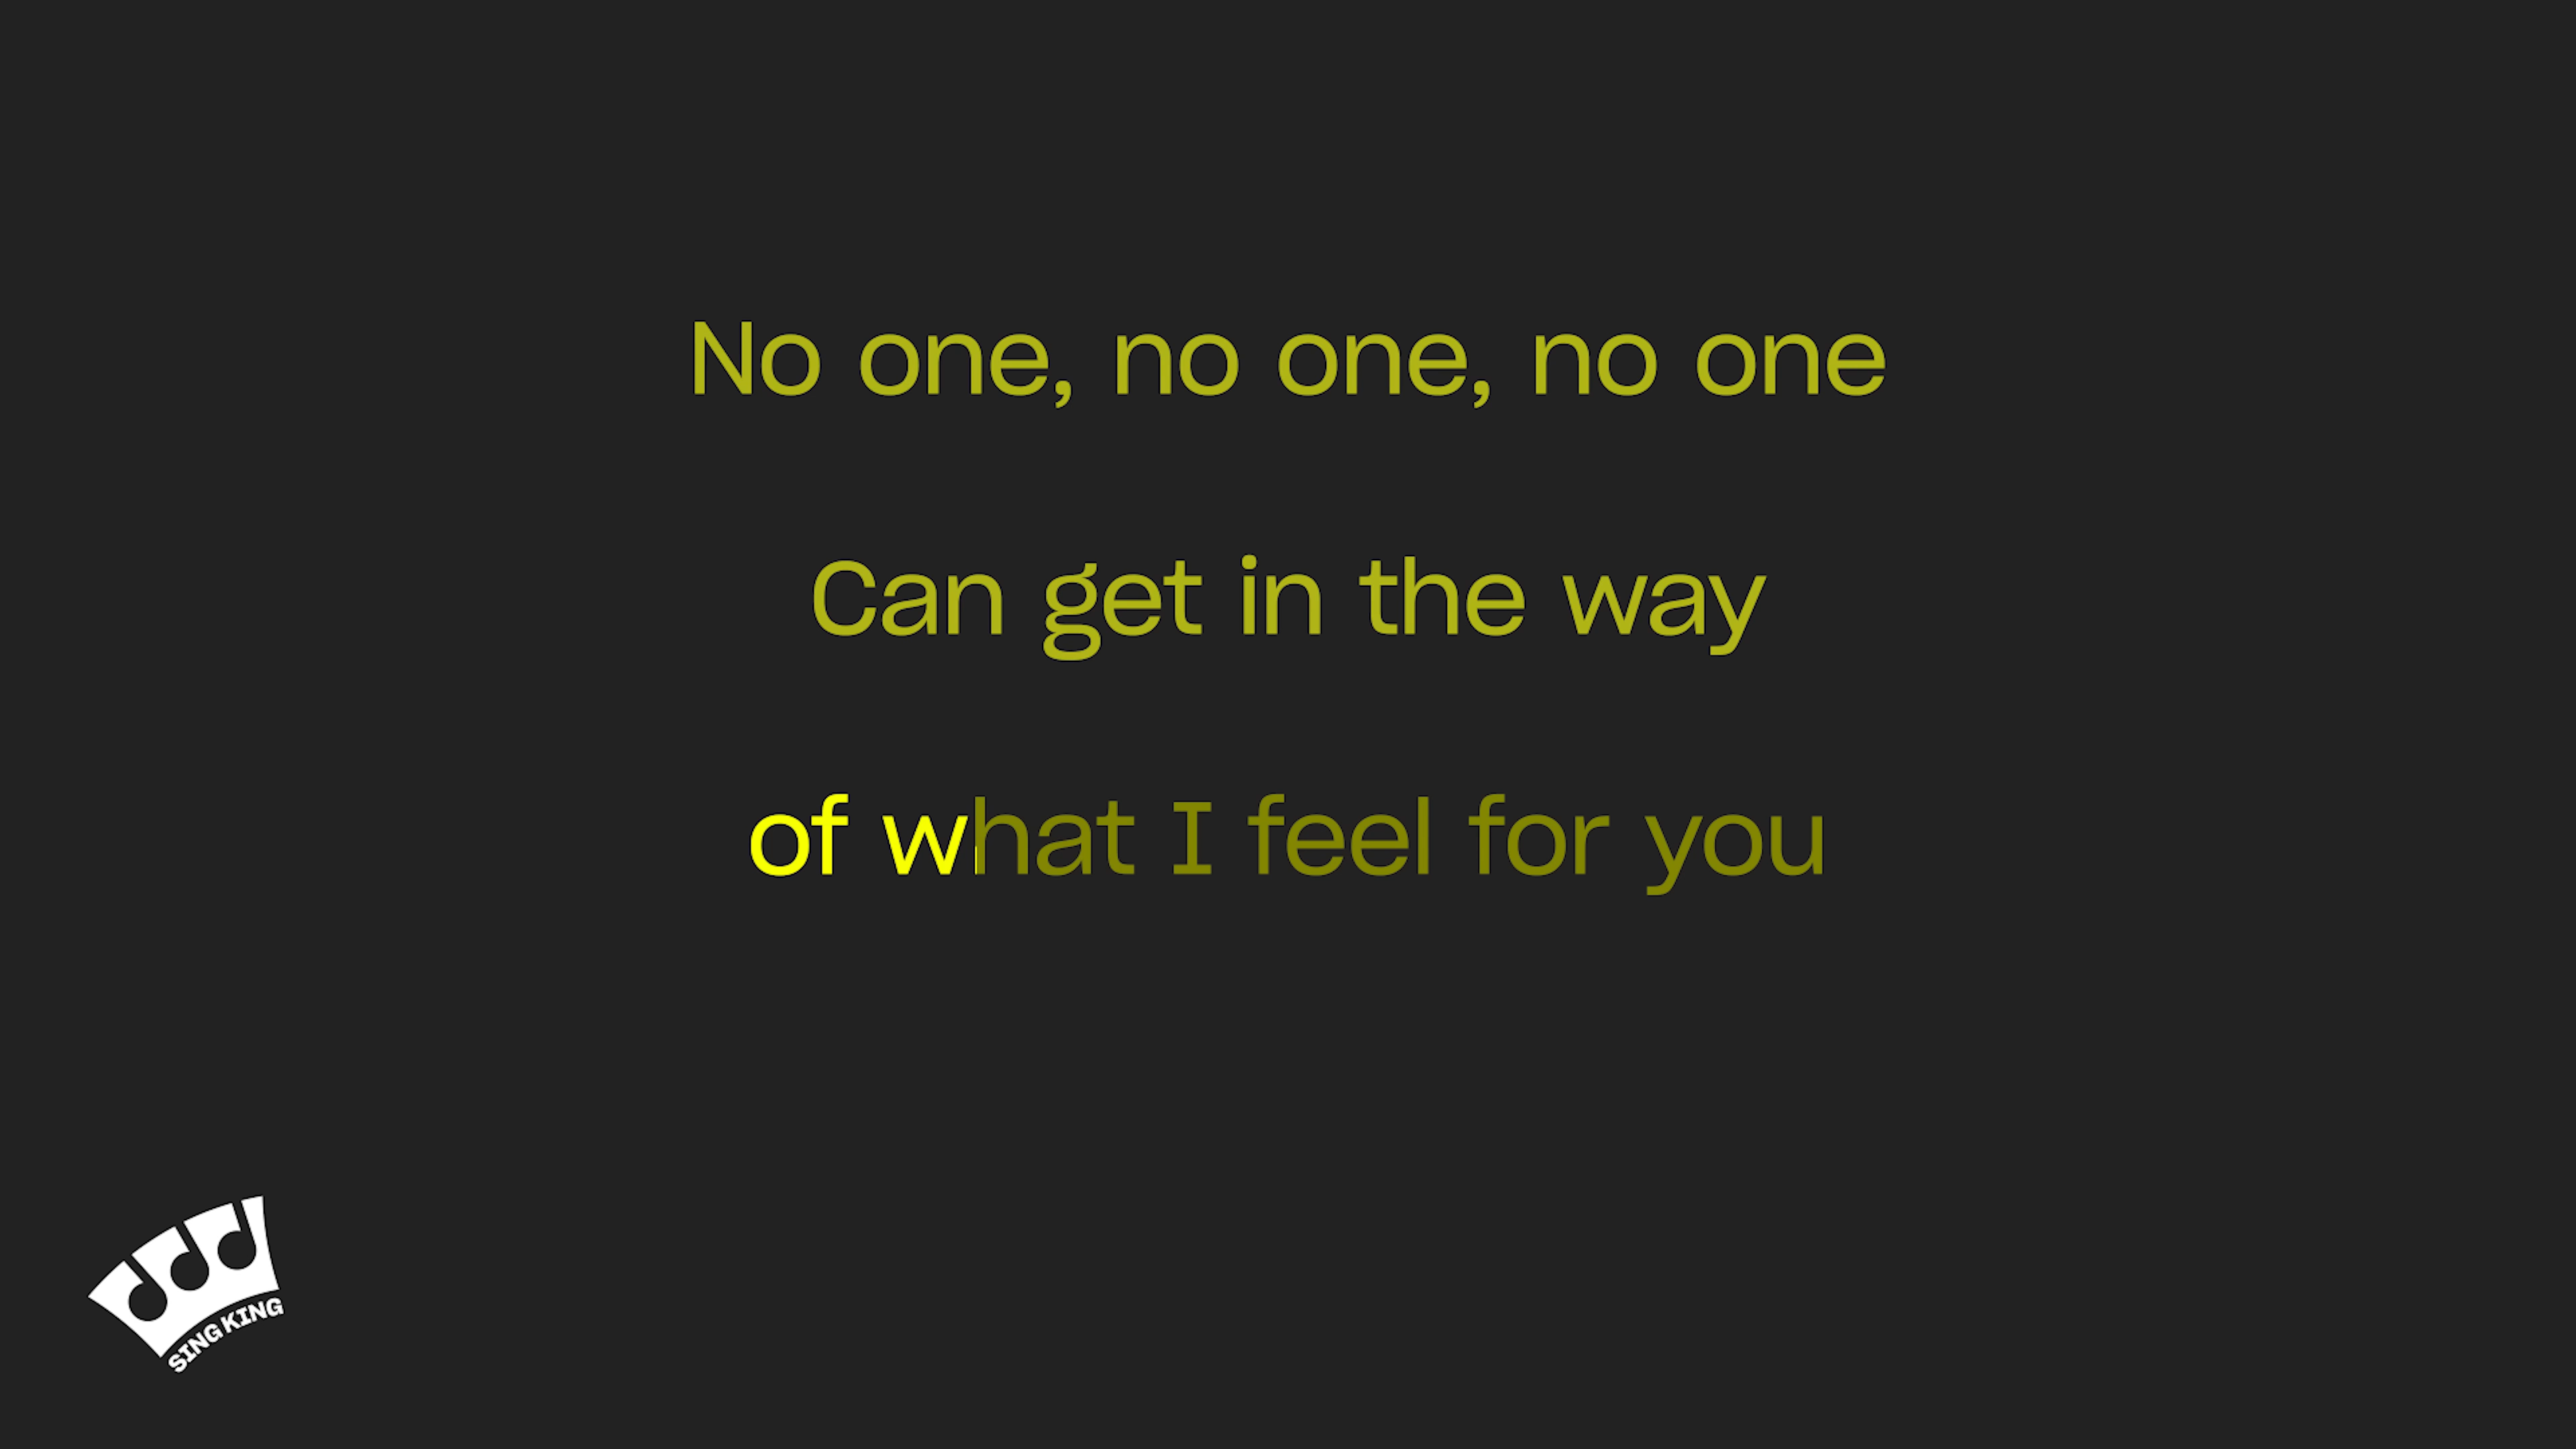 No one, no one, no one
Can get in the way
of what I feel for you
SING KING